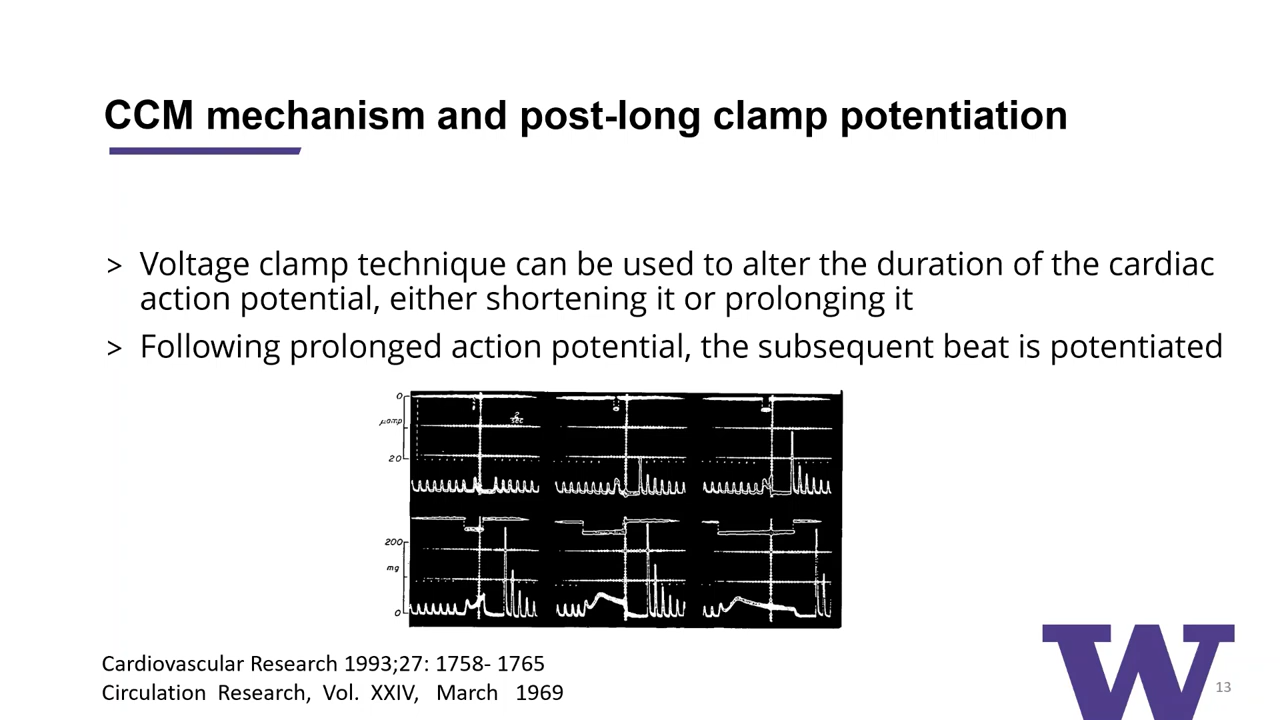 CCM mechanism and post-long clamp potentiation
> Voltage clamp technique can be used to alter the duration of the cardiac
action potential, either shortening it or prolonging it
> Following prolonged action potential, the subsequent beat is potentiated
0
μamp
20
2
sec
200
mg
0
Cardiovascular Research 1993;27: 1758- 1765
Circulation Research, Vol. XXIV, March 1969
W
13